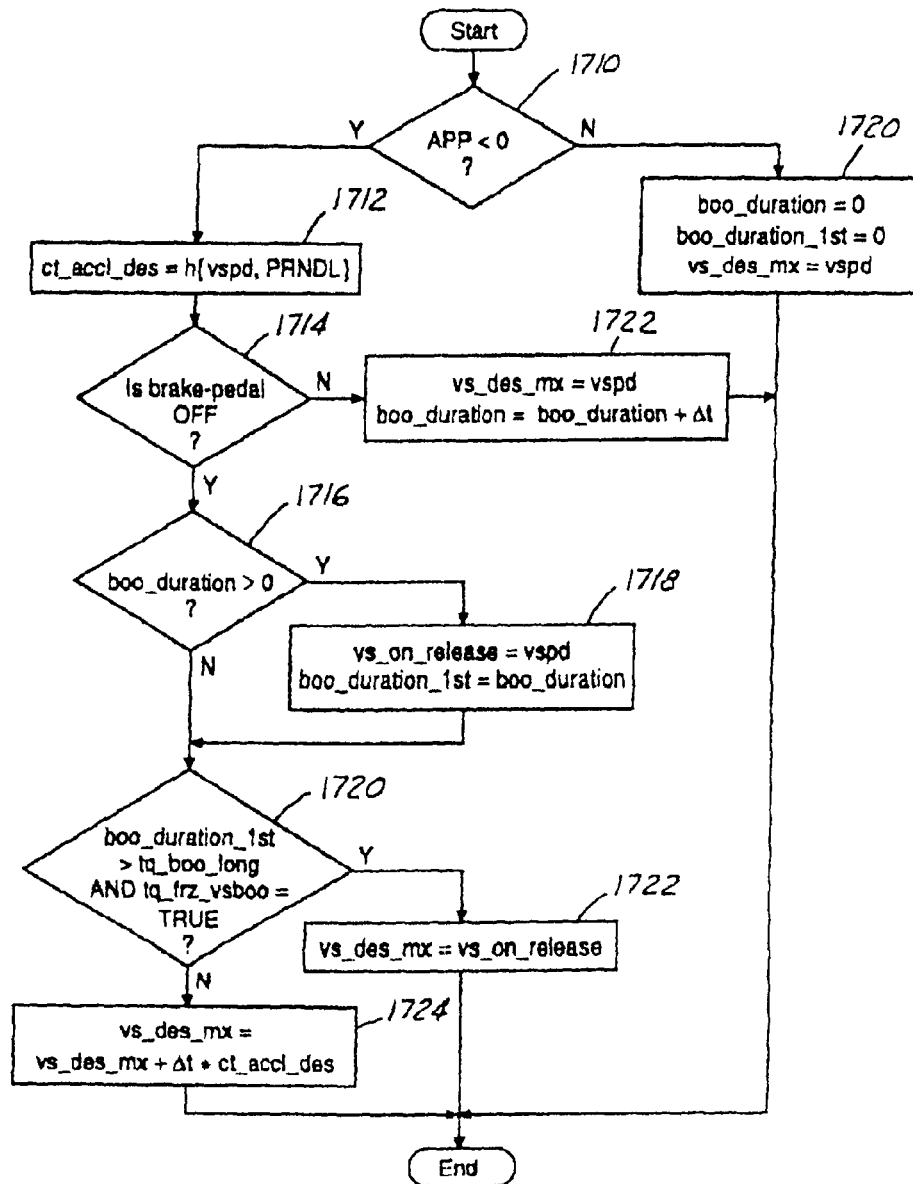 Start
1710
Y
APP < 0
?
N
1720
boo_duration = 0
boo_duration_1st = 0
vs_des_mx = vspd
1712
ct_accl_des = h{vspd, PRNDL}
1714
Is brake-pedal
OFF
?
N
1722
vs_des_mx = vspd
boo_duration = boo_duration + Δt
Y
1716
boo_duration > 0
?
Y
1718
vs_on_release = vspd
boo_duration_1st = boo_duration
N
1720
boo_duration_1st
> tq_boo_long
AND tq_frz_vsboo =
TRUE
?
Y
1722
vs_des_mx = vs_on_release
N
1724
vs_des_mx =
vs_des_mx + Δt * ct_accl_des
End